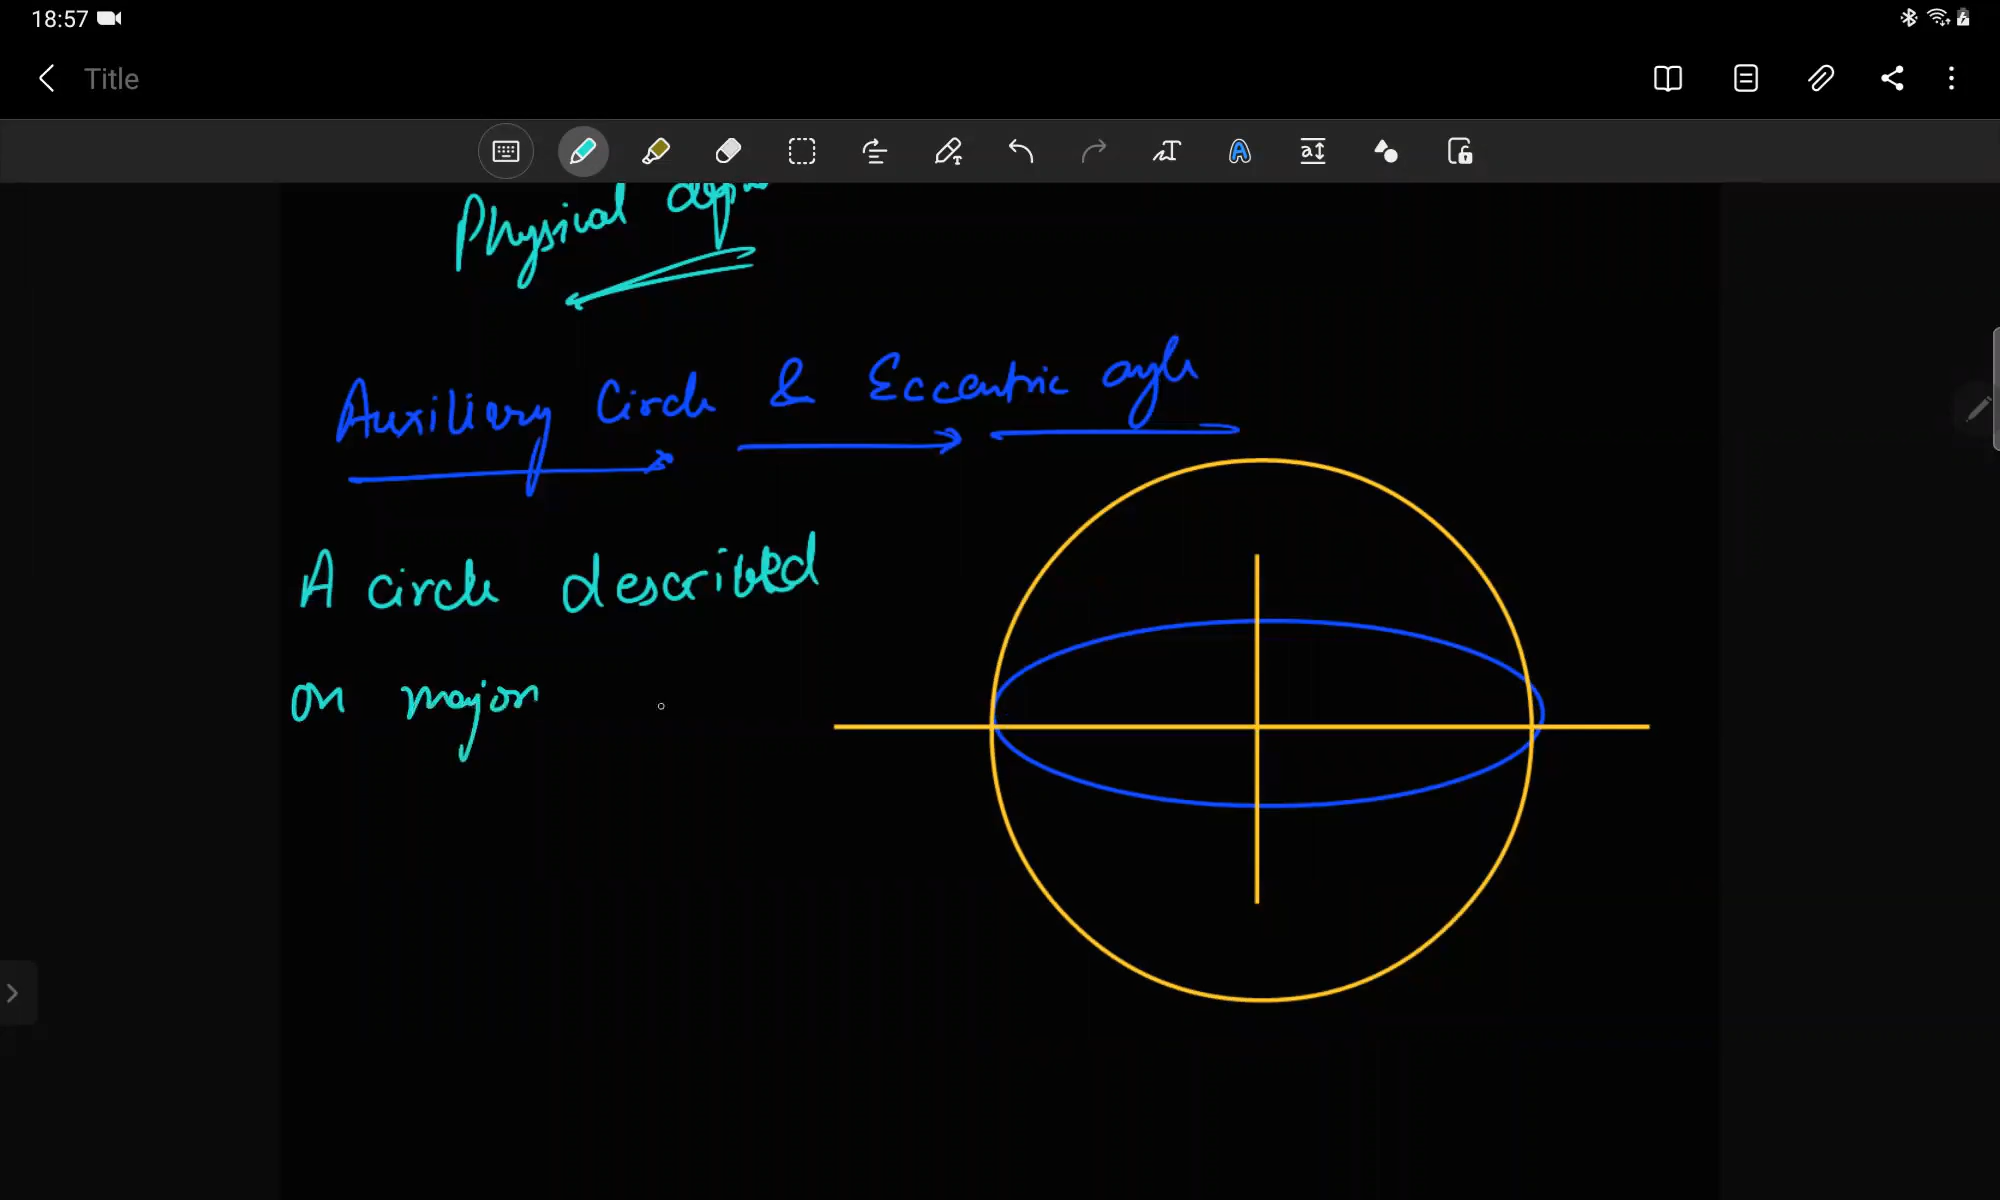 18:57
Title
Physical
Auxiliary Circle & Eccentric angle
A circle described
on major